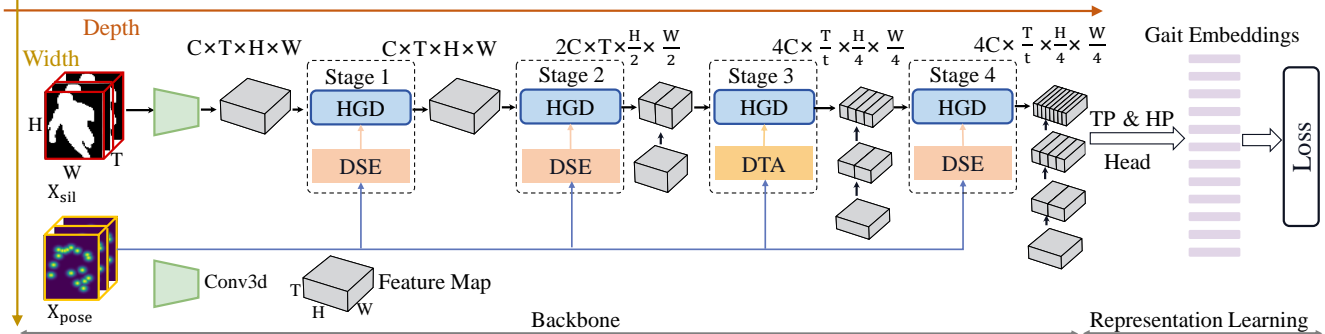 Depth
Width
C×T×H×W
C×T×H×W
2C×T×H/2×W/2
4C×T/t×H/4×W/4
4C×T/t×H/4×W/4
Gait Embeddings
Stage 1
Stage 2
Stage 3
Stage 4
HGD
HGD
HGD
HGD
H
T
W
X_sil
DSE
DSE
DTA
DSE
TP & HP
Head
Loss
X_pose
Conv3d
T
H
W
Feature Map
Backbone
Representation Learning